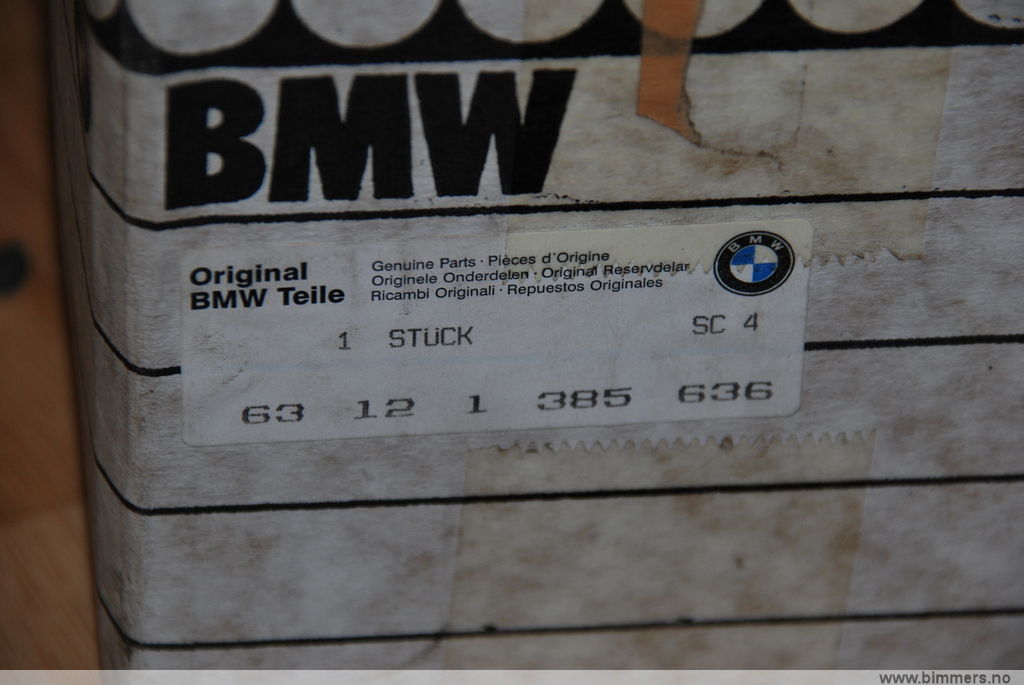 BMW
Original
BMW Teile
Genuine Parts · Pièces d'Origine
Originele Onderdelen · Original Reservdelar
Ricambi Originali · Repuestos Originales
BMW
1 STÜCK SC 4
63 12 1 385 636
www.bimmers.no